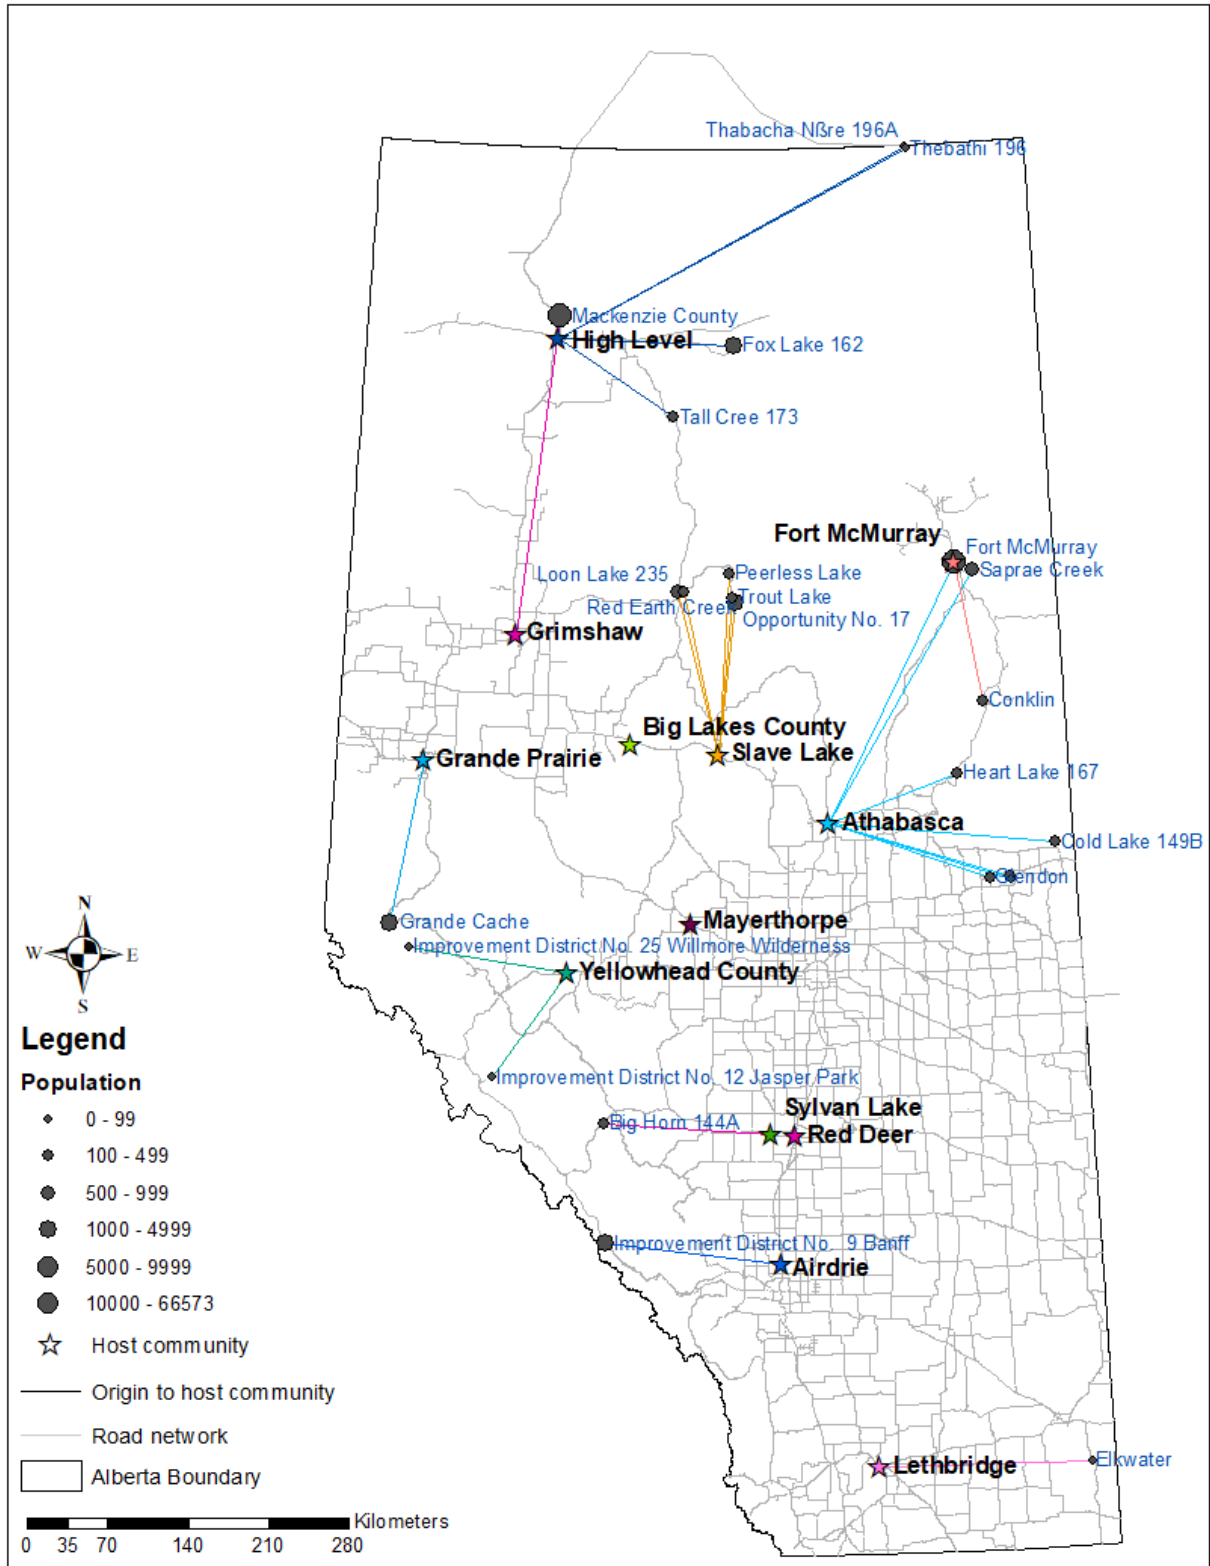 Thabacha Nßre 196A
Thebathi 196
Mackenzie County
High Level
Fox Lake 162
Tall Cree 173
Fort McMurray
Fort McMurray
Saprae Creek
Loon Lake 235
Peerless Lake
Red Earth Creek
Trout Lake
Opportunity No. 17
Grimshaw
Conklin
Big Lakes County
Slave Lake
Grande Prairie
Heart Lake 167
Athabasca
Cold Lake 149B
Glendon
Grande Cache
Mayerthorpe
Improvement District No. 25 Willmore Wilderness
Yellowhead County
N
W
E
S
Improvement District No. 12 Jasper Park
Sylvan Lake
Big Horn 144A
Red Deer
Improvement District No. 9 Banff
Airdrie
Lethbridge
Elkwater
Legend
Population
0 - 99
100 - 499
500 - 999
1000 - 4999
5000 - 9999
10000 - 66573
Host community
Origin to host community
Road network
Alberta Boundary
Kilometers
0 35 70 140 210 280